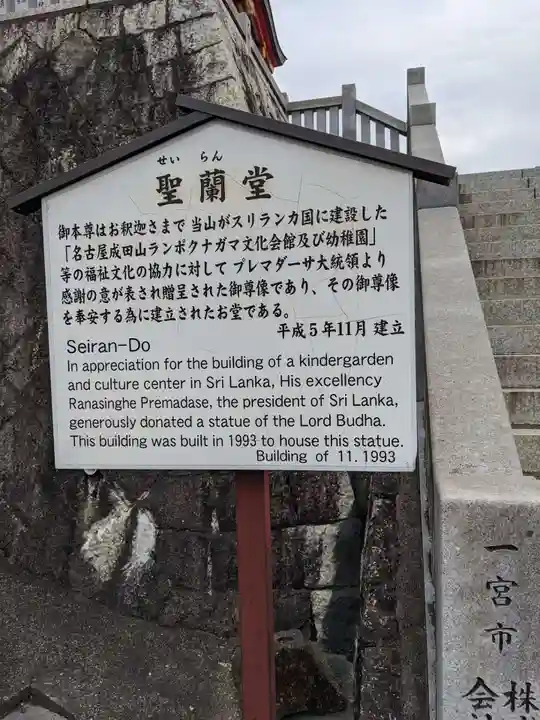 せい らん
聖蘭堂
御本尊はお釈迦さまで 当山がスリランカ国に建設した
「名古屋成田山ランポクナガマ文化会館及び幼稚園」
等の福祉文化の協力に対して プレマダーサ大統領より
感謝の意が表され贈呈された御尊像であり、その御尊像
を奉安する為に建立されたお堂である。
平成5年11月 建立
Seiran-Do
In appreciation for the building of a kindergarden
and culture center in Sri Lanka, His excellency
Ranasinghe Premadase, the president of Sri Lanka,
generously donated a statue of the Lord Budha.
This building was built in 1993 to house this statue.
Building of 11. 1993
一宮市
株
会